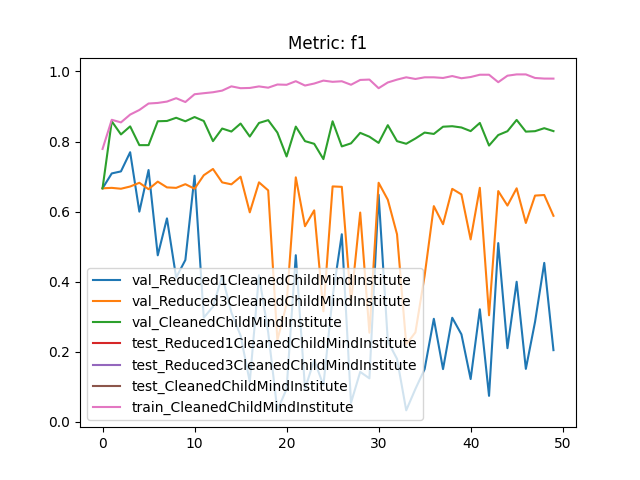 Metric: f1
1.0
0.8
0.6
0.4
0.2
0.0
val_Reduced1CleanedChildMindInstitute
val_Reduced3CleanedChildMindInstitute
val_CleanedChildMindInstitute
test_Reduced1CleanedChildMindInstitute
test_Reduced3CleanedChildMindInstitute
test_CleanedChildMindInstitute
train_CleanedChildMindInstitute
0 10 20 30 40 50